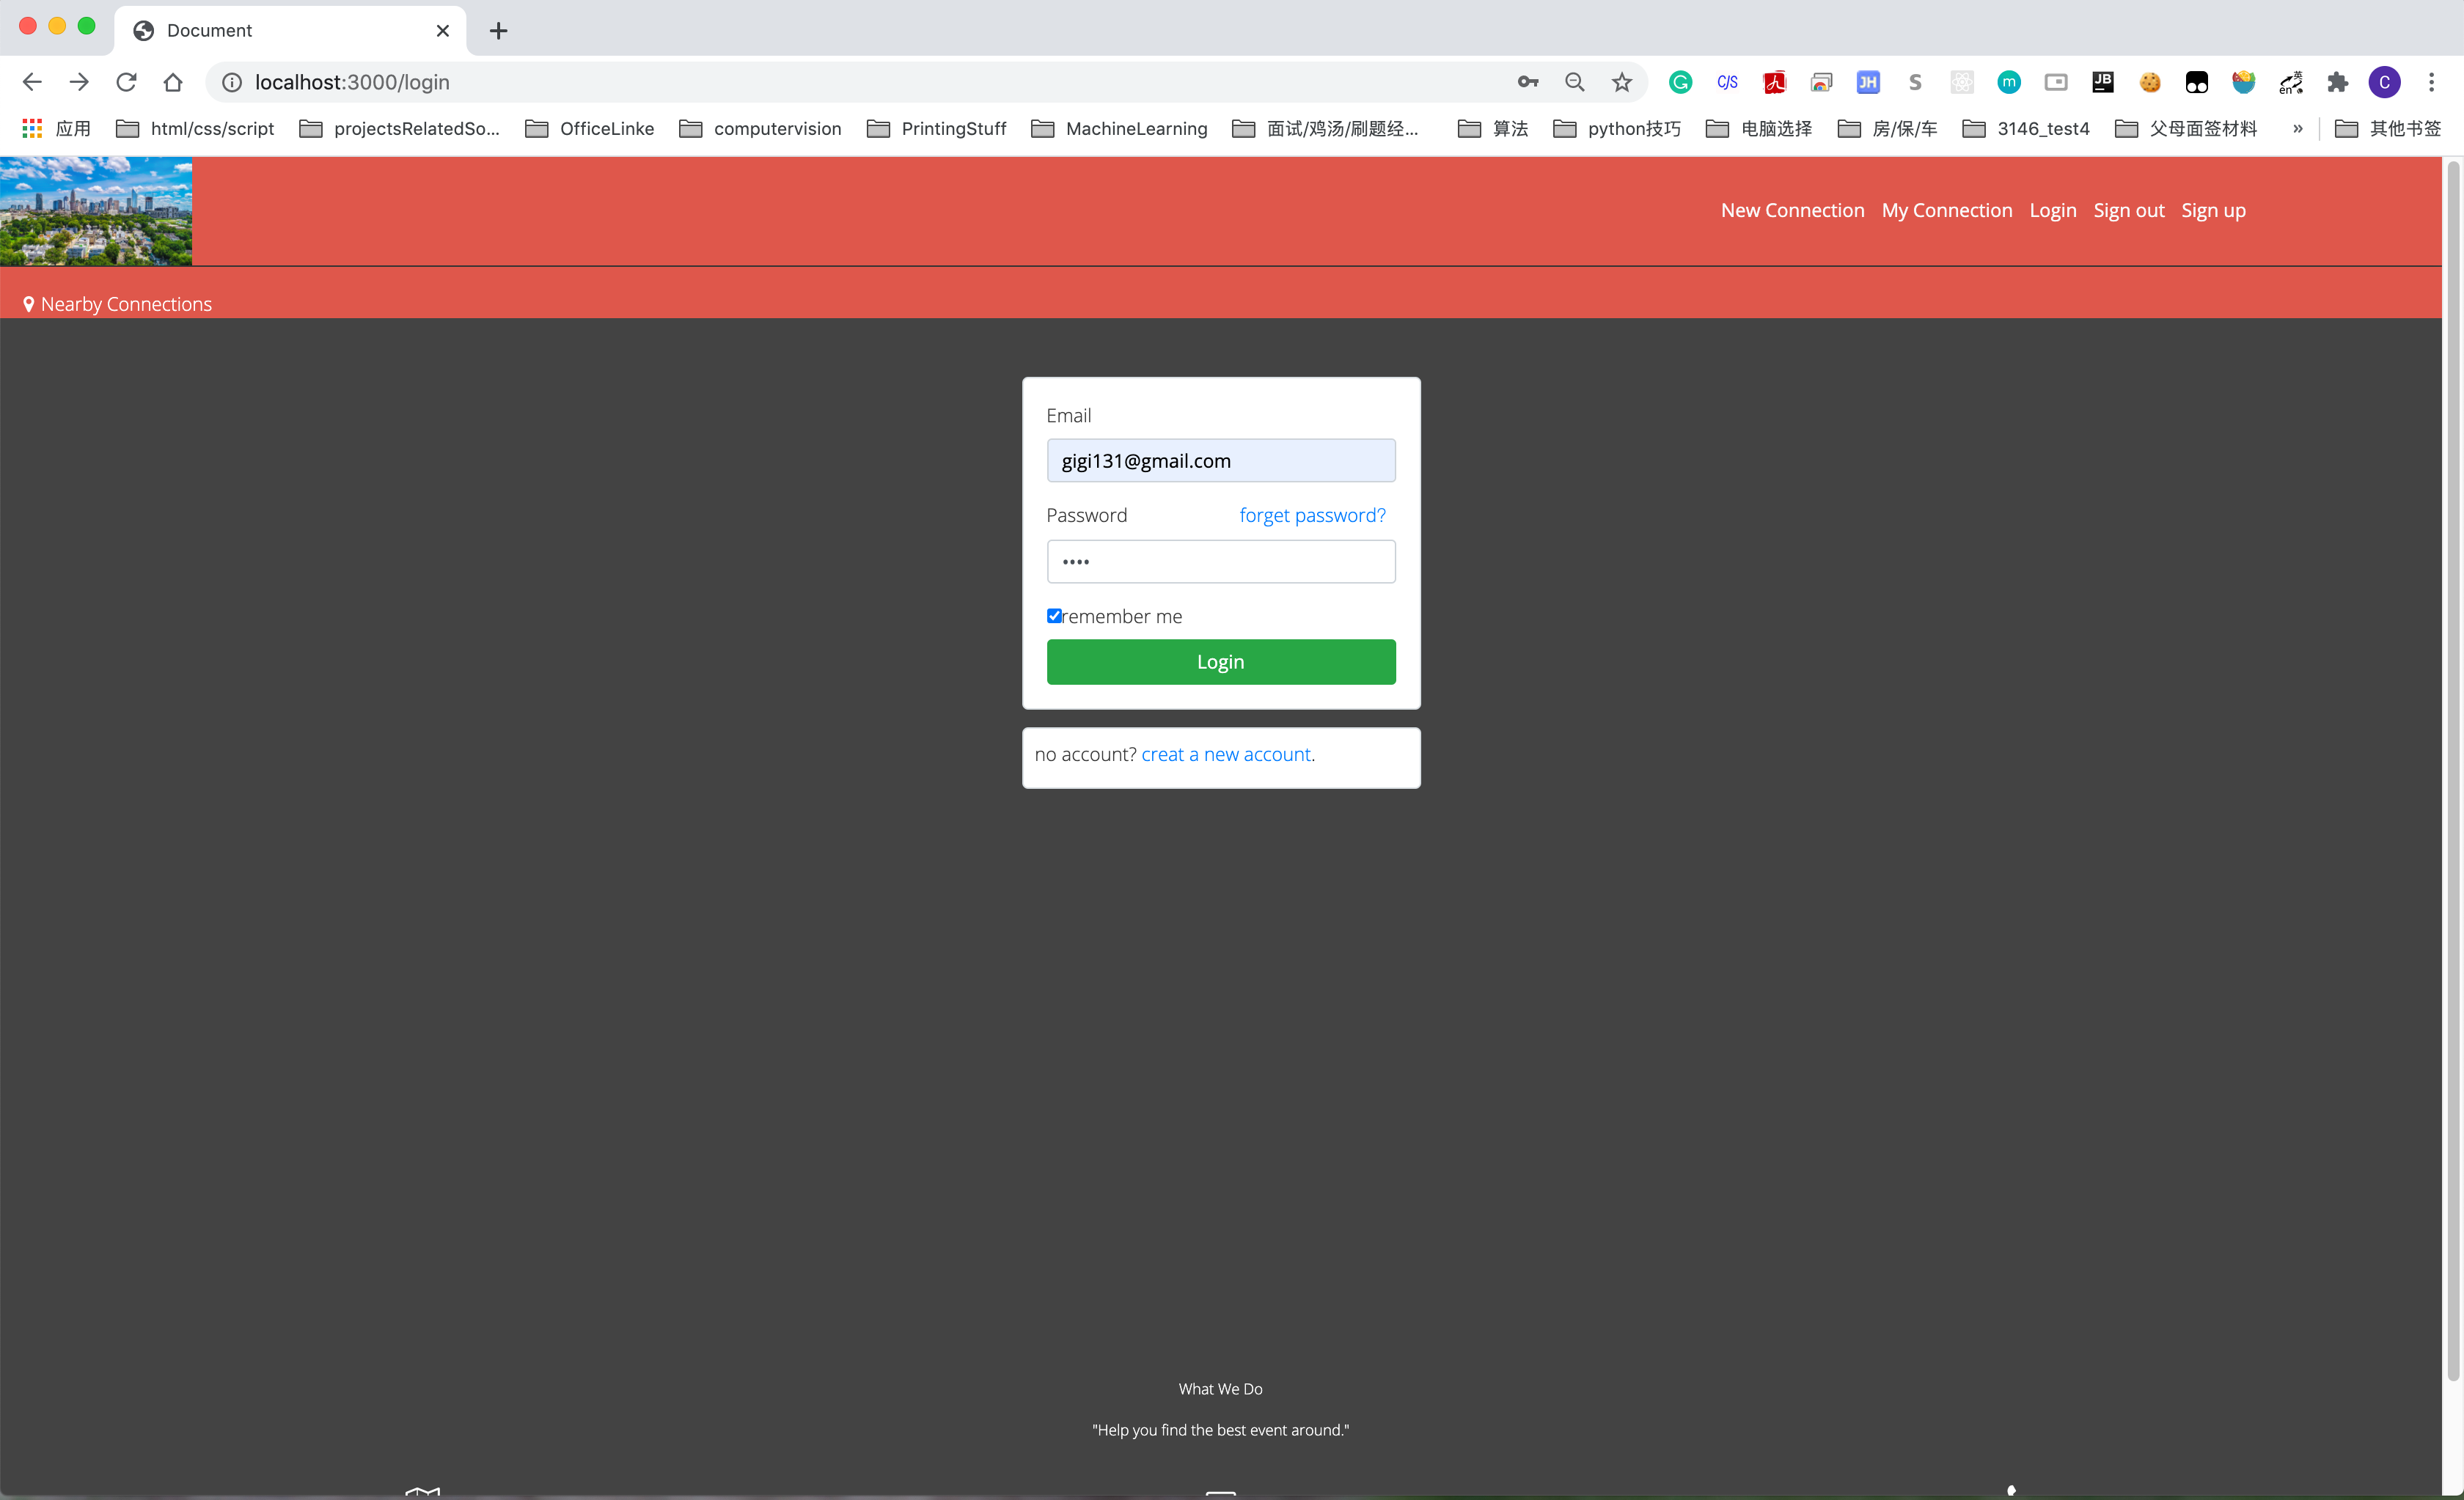 Document
localhost:3000/login
应用 html/css/script projectsRelatedSo... OfficeLinke computervision PrintingStuff MachineLearning 面试/鸡汤/刷题经... 算法 python技巧 电脑选择 房/保/车 3146_test4 父母面签材料 » 其他书签
New Connection My Connection Login Sign out Sign up
Nearby Connections
Email
gigi131@gmail.com
Password forget password?
remember me
Login
no account? creat a new account.
What We Do
"Help you find the best event around."